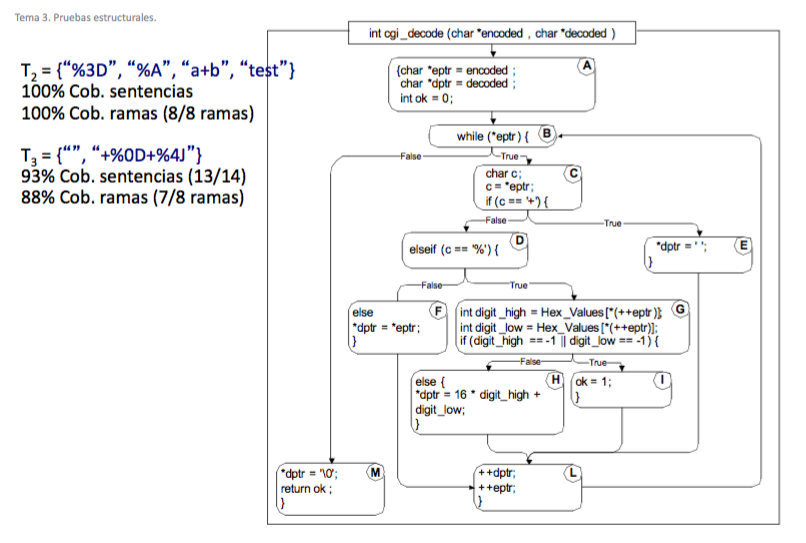 Tema 3. Pruebas estructurales.
T2 = {“%3D”, “%A”, “a+b”, “test”}
100% Cob. sentencias
100% Cob. ramas (8/8 ramas)
T3 = {“”, “+%0D+%4J”}
93% Cob. sentencias (13/14)
88% Cob. ramas (7/8 ramas)
int cgi_decode (char *encoded , char *decoded )
A
{char *eptr = encoded ;
char *dptr = decoded ;
int ok = 0;
while (*eptr) {
B
False
True
char c;
c = *eptr;
if (c == '+') {
C
False
True
elseif (c == '%') {
D
*dptr = ' ';
}
E
False
True
else
*dptr = *eptr;
}
F
int digit_high = Hex_Values[*(++eptr)];
int digit_low = Hex_Values[*(++eptr)];
if (digit_high == -1 || digit_low == -1) {
G
False
True
else {
*dptr = 16 * digit_high +
digit_low;
}
H
ok = 1;
}
I
*dptr = '\0';
return ok ;
}
M
++dptr;
++eptr;
}
L